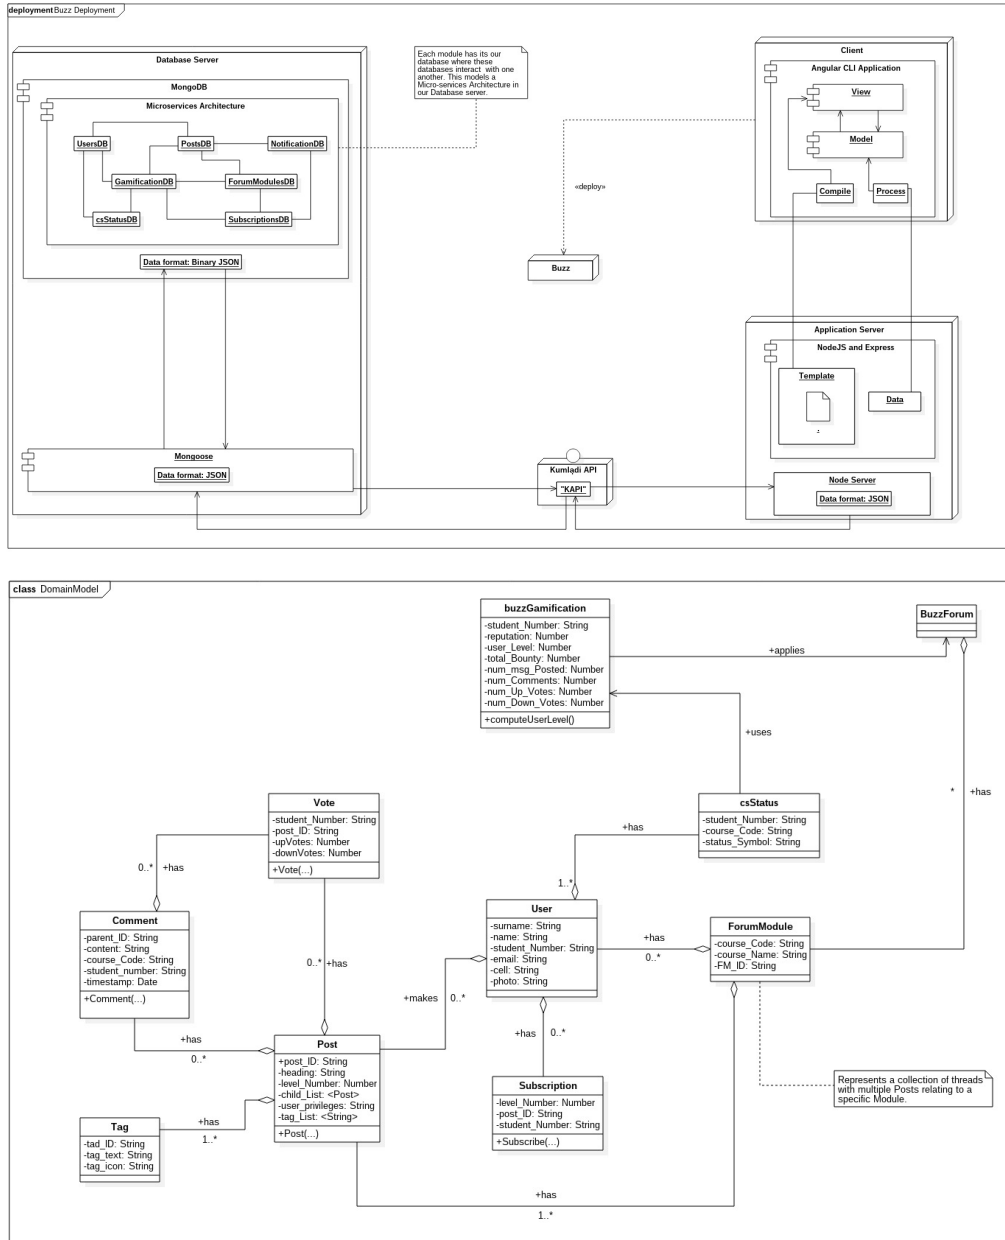 deployment Buzz Deployment
Database Server
MongoDB
Microservices Architecture
UsersDB
PostsDB
NotificationDB
GamificationDB
ForumModulesDB
csStatusDB
SubscriptionsDB
Data format: Binary JSON
Mongoose
Data format: JSON
Each module has its our
database where these
databases interact with one
another. This models a
Micro-services Architecture in
our Database server.
«deploy»
Buzz
Kumladi API
"KAPI"
Client
Angular CLI Application
View
Model
Compile
Process
Application Server
NodeJS and Express
Template
.
Data
Node Server
Data format: JSON
class DomainModel
buzzGamification
-student_Number: String
-reputation: Number
-user_Level: Number
-total_Bounty: Number
-num_msg_Posted: Number
-num_Comments: Number
-num_Up_Votes: Number
-num_Down_Votes: Number
+computeUserLevel()
BuzzForum
+applies
+uses
* +has
Vote
-student_Number: String
-post_ID: String
-upVotes: Number
-downVotes: Number
+Vote(...)
csStatus
-student_Number: String
-course_Code: String
-status_Symbol: String
+has
1..*
0..* +has
Comment
-parent_ID: String
-content: String
-course_Code: String
-student_number: String
-timestamp: Date
+Comment(...)
User
-surname: String
-name: String
-student_Number: String
-email: String
-cell: String
-photo: String
+has
0..*
ForumModule
-course_Code: String
-course_Name: String
-FM_ID: String
0..* +has
+makes 0..*
+has
0..*
+has 0..*
Post
+post_ID: String
-heading: String
-level_Number: Number
-child_List: <Post>
-user_privileges: String
-tag_List: <String>
+Post(...)
Subscription
-level_Number: Number
-post_ID: String
-student_Number: String
+Subscribe(...)
Represents a collection of threads
with multiple Posts relating to a
specific Module.
Tag
-tad_ID: String
-tag_text: String
-tag_icon: String
+has
1..*
+has
1..*